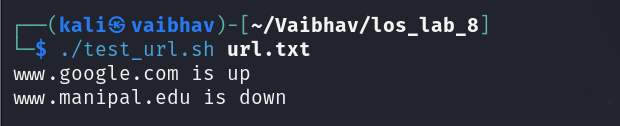 ┌──(kali㉿vaibhav)-[~/Vaibhav/los_lab_8]
└─$ ./test_url.sh url.txt
www.google.com is up
www.manipal.edu is down